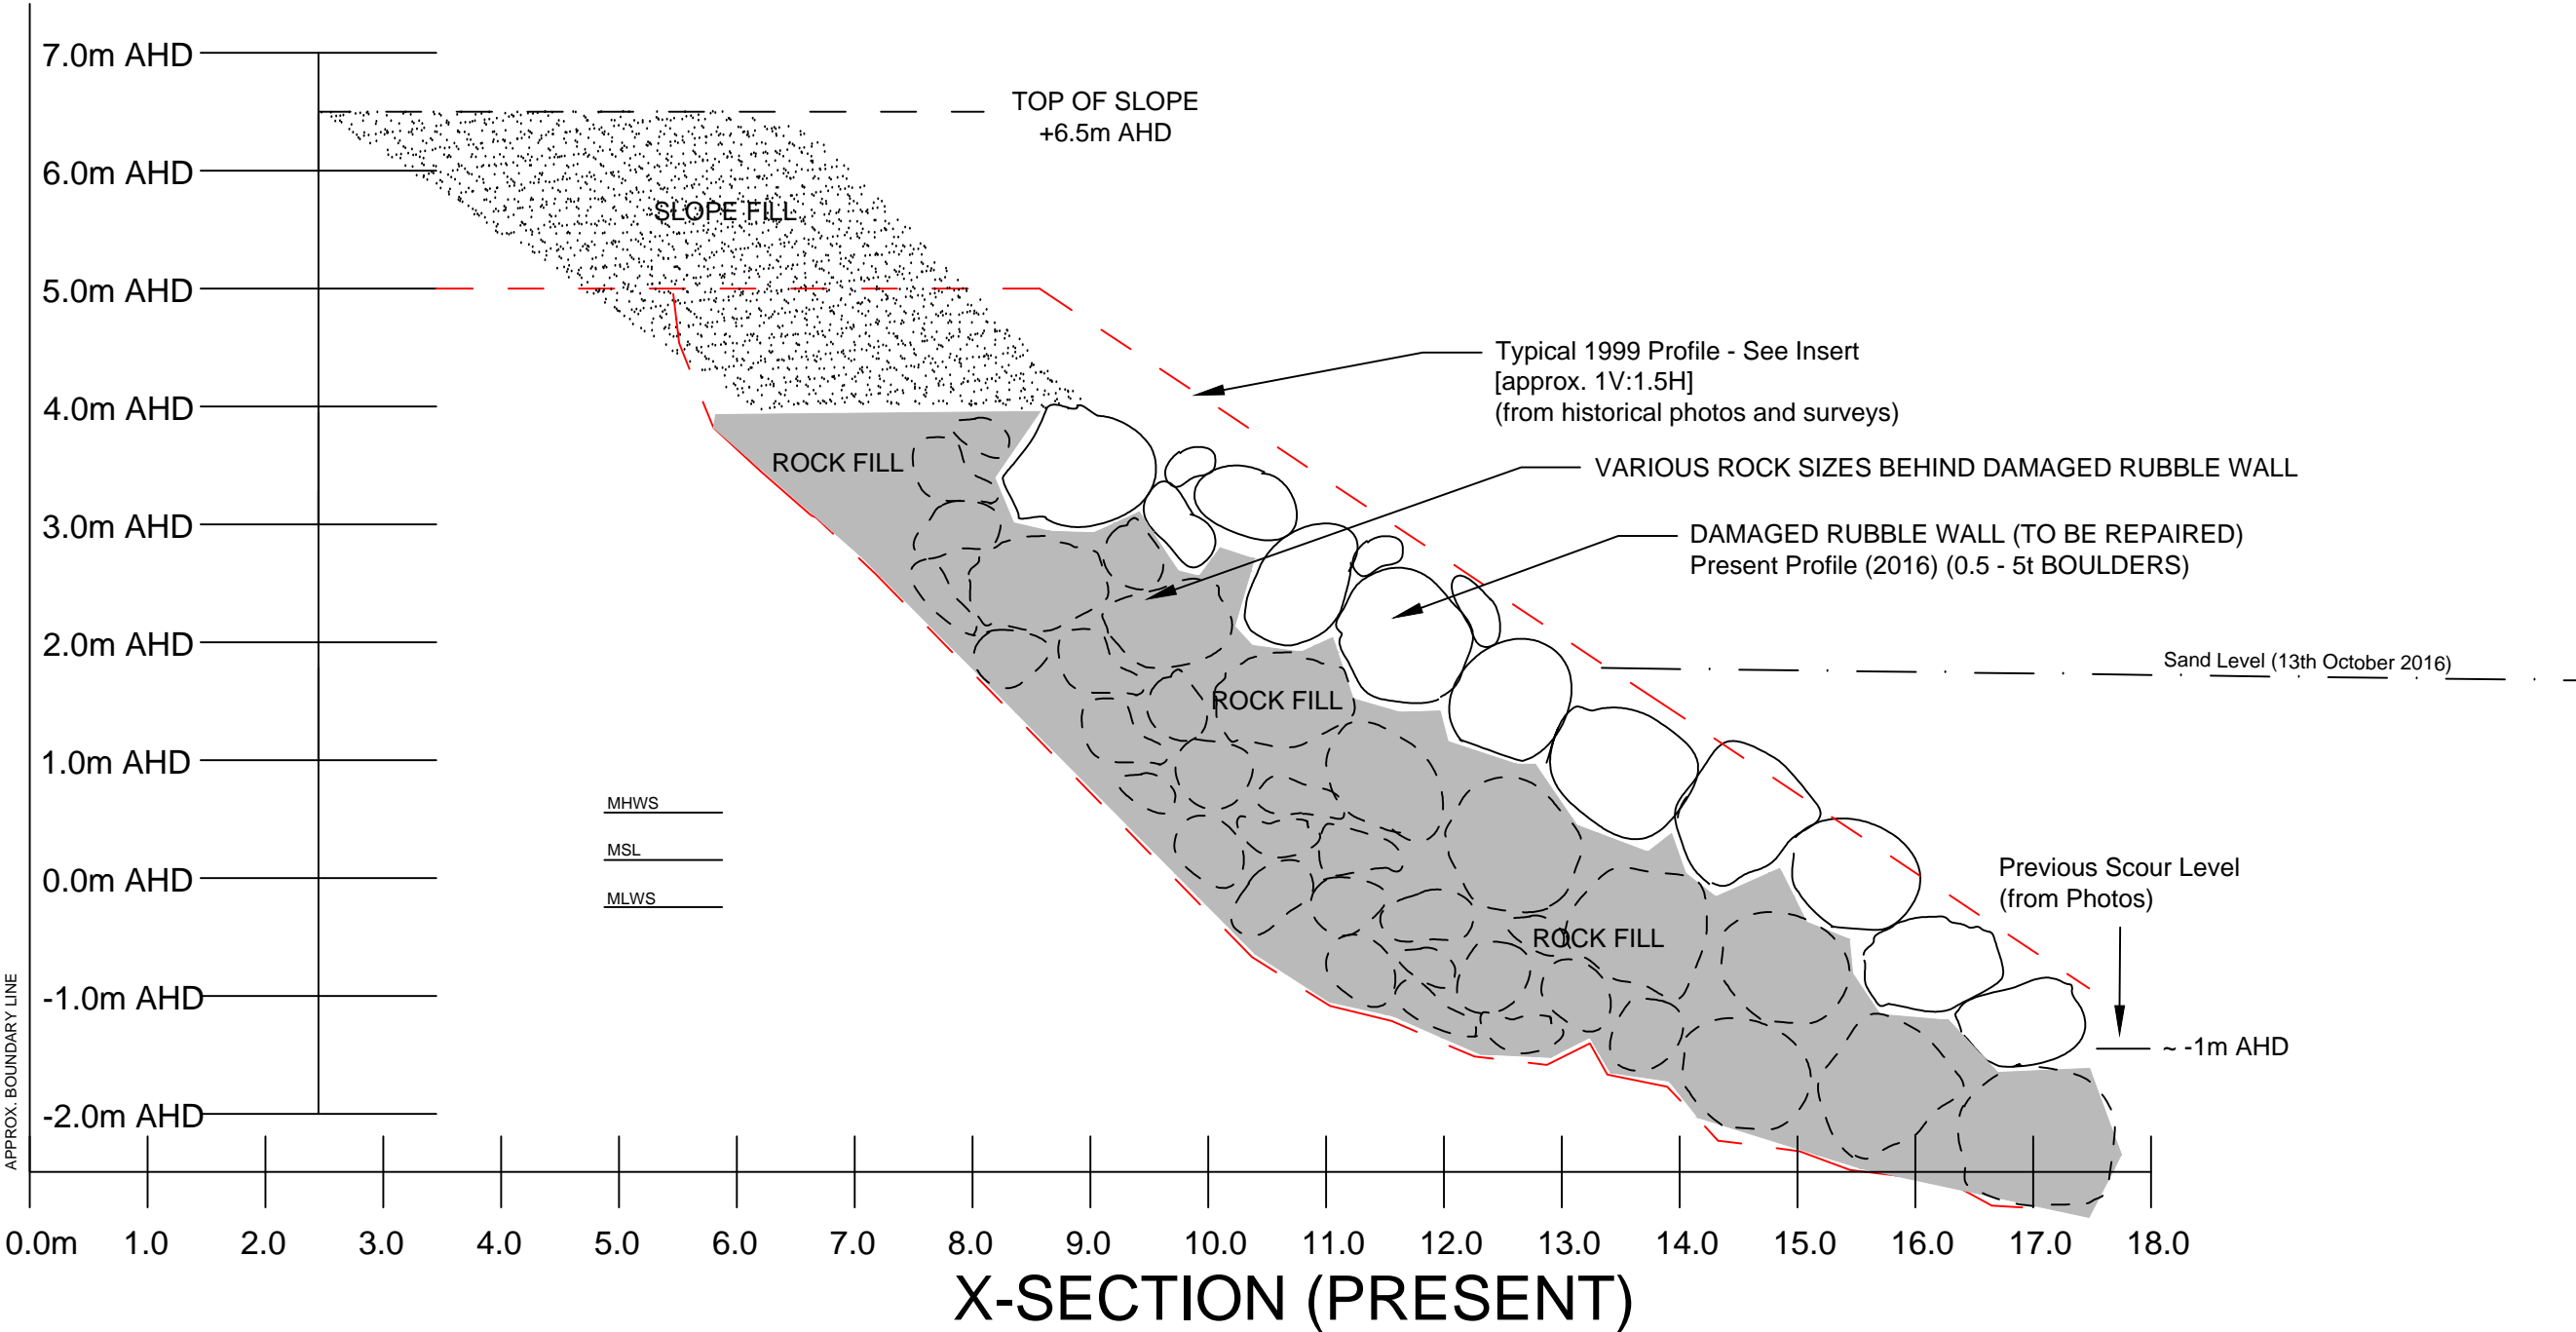 7.0m AHD
TOP OF SLOPE
+6.5m AHD
6.0m AHD
SLOPE FILL
5.0m AHD
Typical 1999 Profile - See Insert
[approx. 1V:1.5H]
(from historical photos and surveys)
4.0m AHD
ROCK FILL
VARIOUS ROCK SIZES BEHIND DAMAGED RUBBLE WALL
3.0m AHD
DAMAGED RUBBLE WALL (TO BE REPAIRED)
Present Profile (2016) (0.5 - 5t BOULDERS)
2.0m AHD
Sand Level (13th October 2016)
ROCK FILL
1.0m AHD
MHWS
MSL
0.0m AHD
MLWS
Previous Scour Level
(from Photos)
ROCK FILL
-1.0m AHD
~ -1m AHD
-2.0m AHD
APPROX. BOUNDARY LINE
0.0m 1.0 2.0 3.0 4.0 5.0 6.0 7.0 8.0 9.0 10.0 11.0 12.0 13.0 14.0 15.0 16.0 17.0 18.0
X-SECTION (PRESENT)